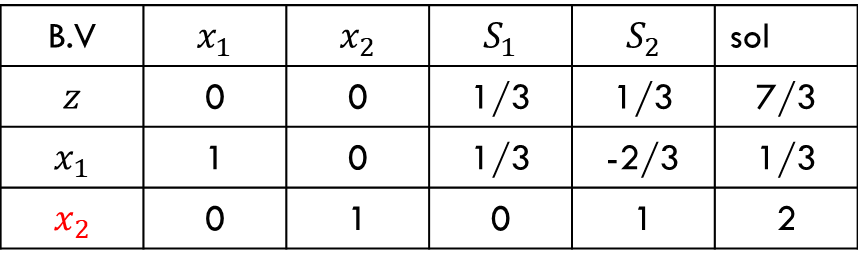 B.V x₁ x₂ S₁ S₂ sol
z 0 0 1/3 1/3 7/3
x₁ 1 0 1/3 -2/3 1/3
x₂ 0 1 0 1 2